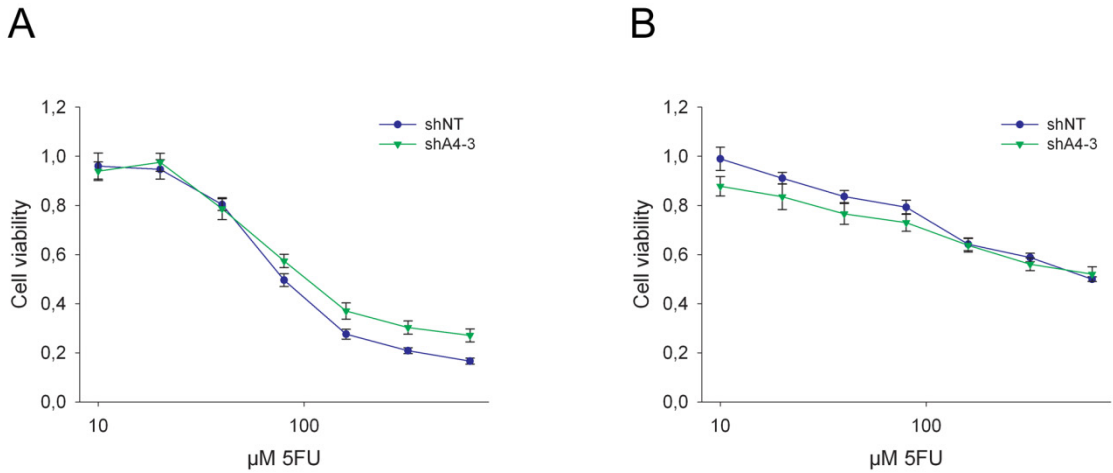 A
1,2
1,0
0,8
0,6
0,4
0,2
0,0
Cell viability
shNT
shA4-3
10
100
µM 5FU
B
1,2
1,0
0,8
0,6
0,4
0,2
0,0
Cell viability
shNT
shA4-3
10
100
µM 5FU